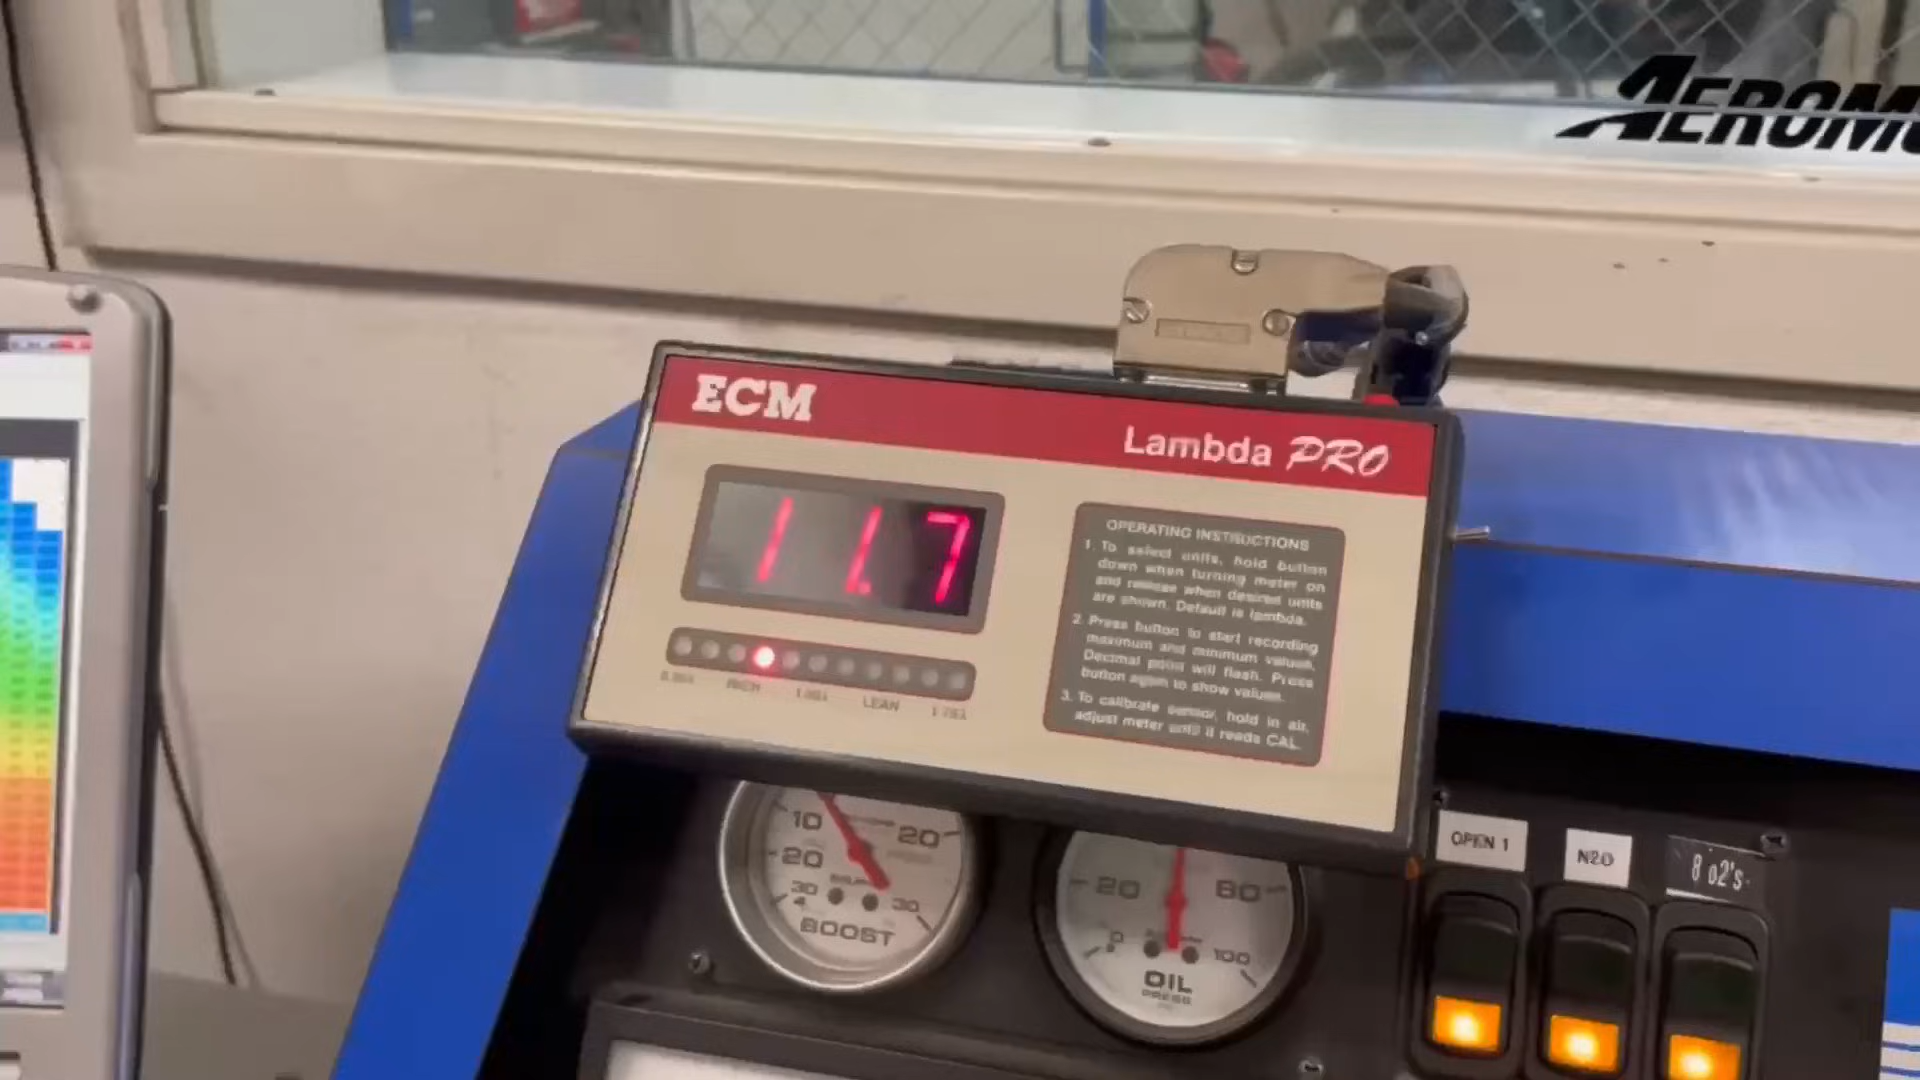 AEROMO
ECM
Lambda PRO
11.7
OPERATING INSTRUCTIONS
1. To select units, hold button
down when turning meter on
and release when desired units
are shown. Default is lambda.
2. Press button to start recording
maximum and minimum values.
Decimal point will flash. Press
button again to show values.
3. To calibrate sensor, hold in air,
adjust meter until it reads CAL.
RICH
LEAN
10 20
20
30 30
BOOST
20 80
0 100
OIL
PRESS
OPEN 1
N2O
8 o2's